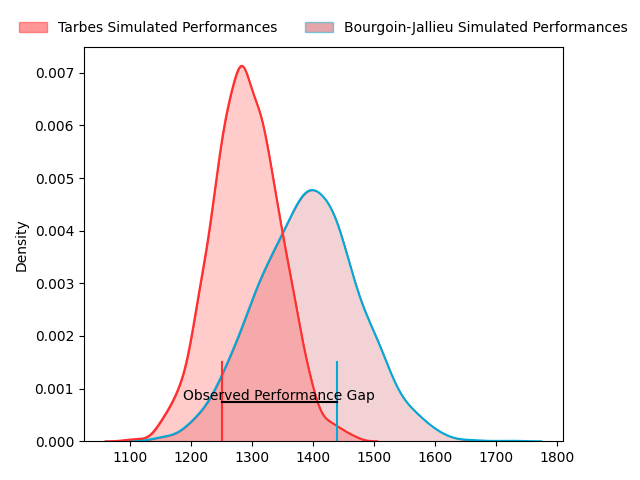 Tarbes Simulated Performances Bourgoin-Jallieu Simulated Performances
0.007
0.006
0.005
0.004
0.003
0.002
0.001
0.000
Density
Observed Performance Gap
1100 1200 1300 1400 1500 1600 1700 1800